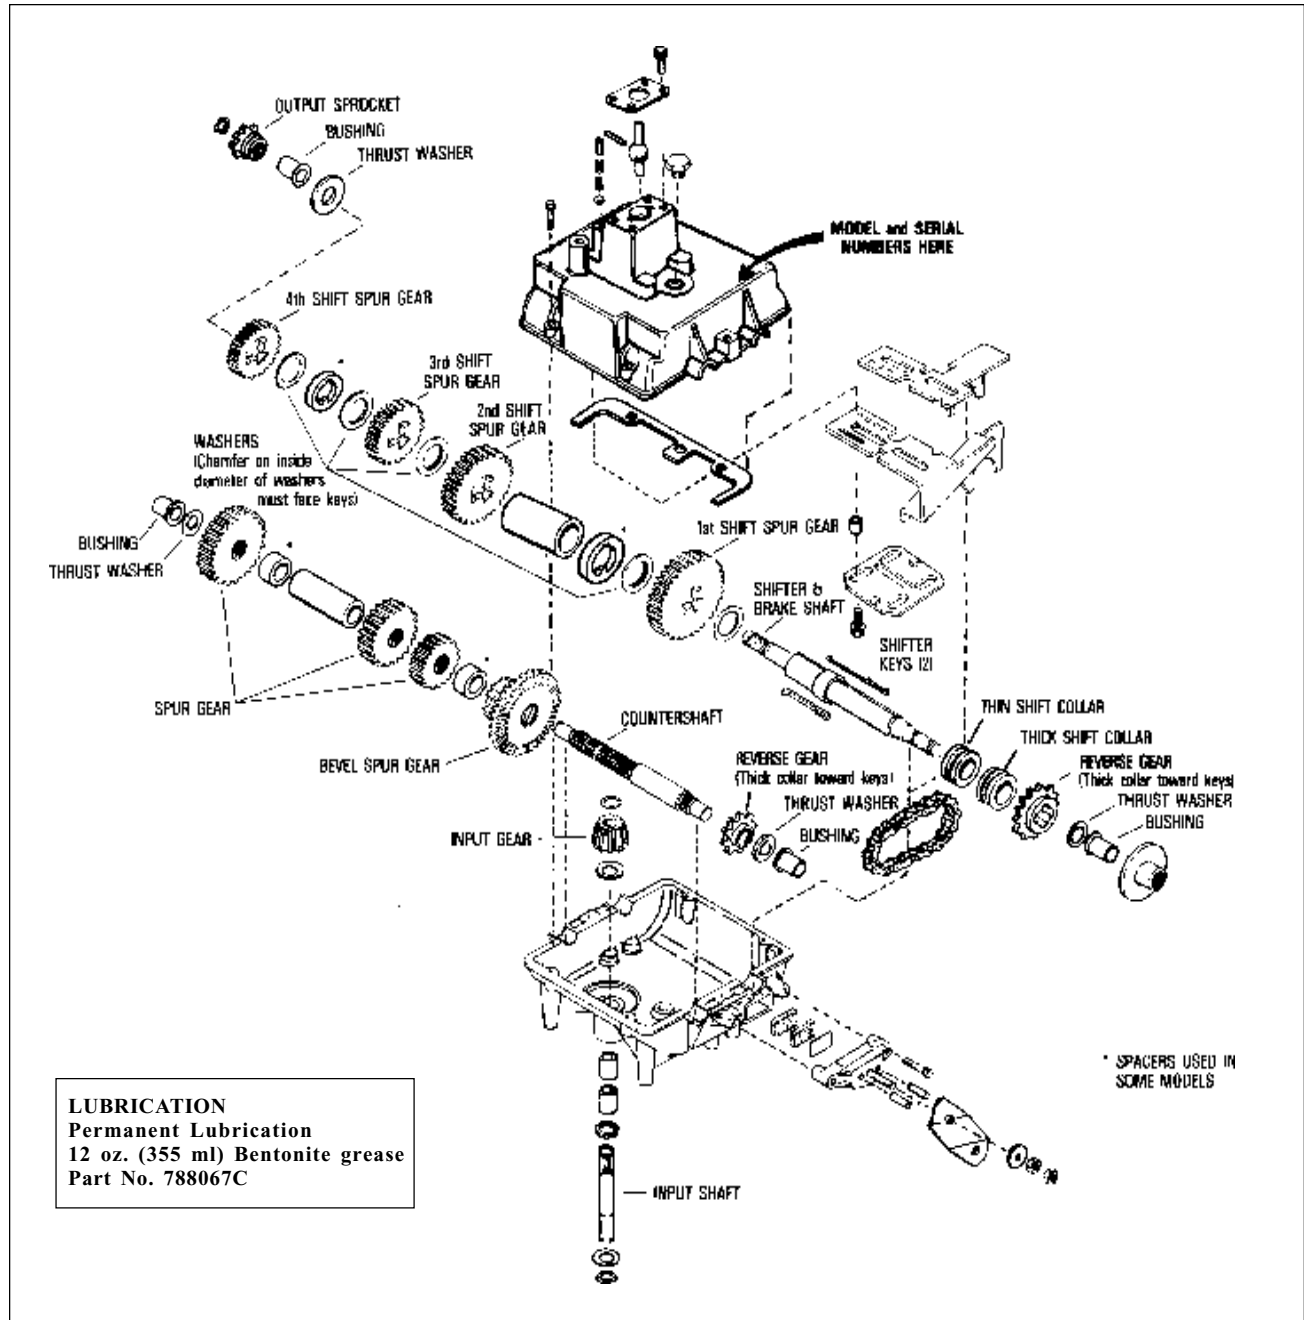 OUTPUT SPROCKET
BUSHING
THRUST WASHER
MODEL and SERIAL
NUMBERS HERE
4th SHIFT SPUR GEAR
3rd SHIFT
SPUR GEAR
2nd SHIFT
SPUR GEAR
WASHERS
(Chamfer on inside
diameter of washers
must face keys)
1st SHIFT SPUR GEAR
BUSHING
THRUST WASHER
SHIFTER &
BRAKE SHAFT
SHIFTER
KEYS (2)
SPUR GEAR
THIN SHIFT COLLAR
COUNTERSHAFT
THICK SHIFT COLLAR
BEVEL SPUR GEAR
REVERSE GEAR
(Thick collar toward keys)
THRUST WASHER
BUSHING
REVERSE GEAR
(Thick collar toward keys)
THRUST WASHER
BUSHING
INPUT GEAR
* SPACERS USED IN
SOME MODELS
LUBRICATION
Permanent Lubrication
12 oz. (355 ml) Bentonite grease
Part No. 788067C
INPUT SHAFT